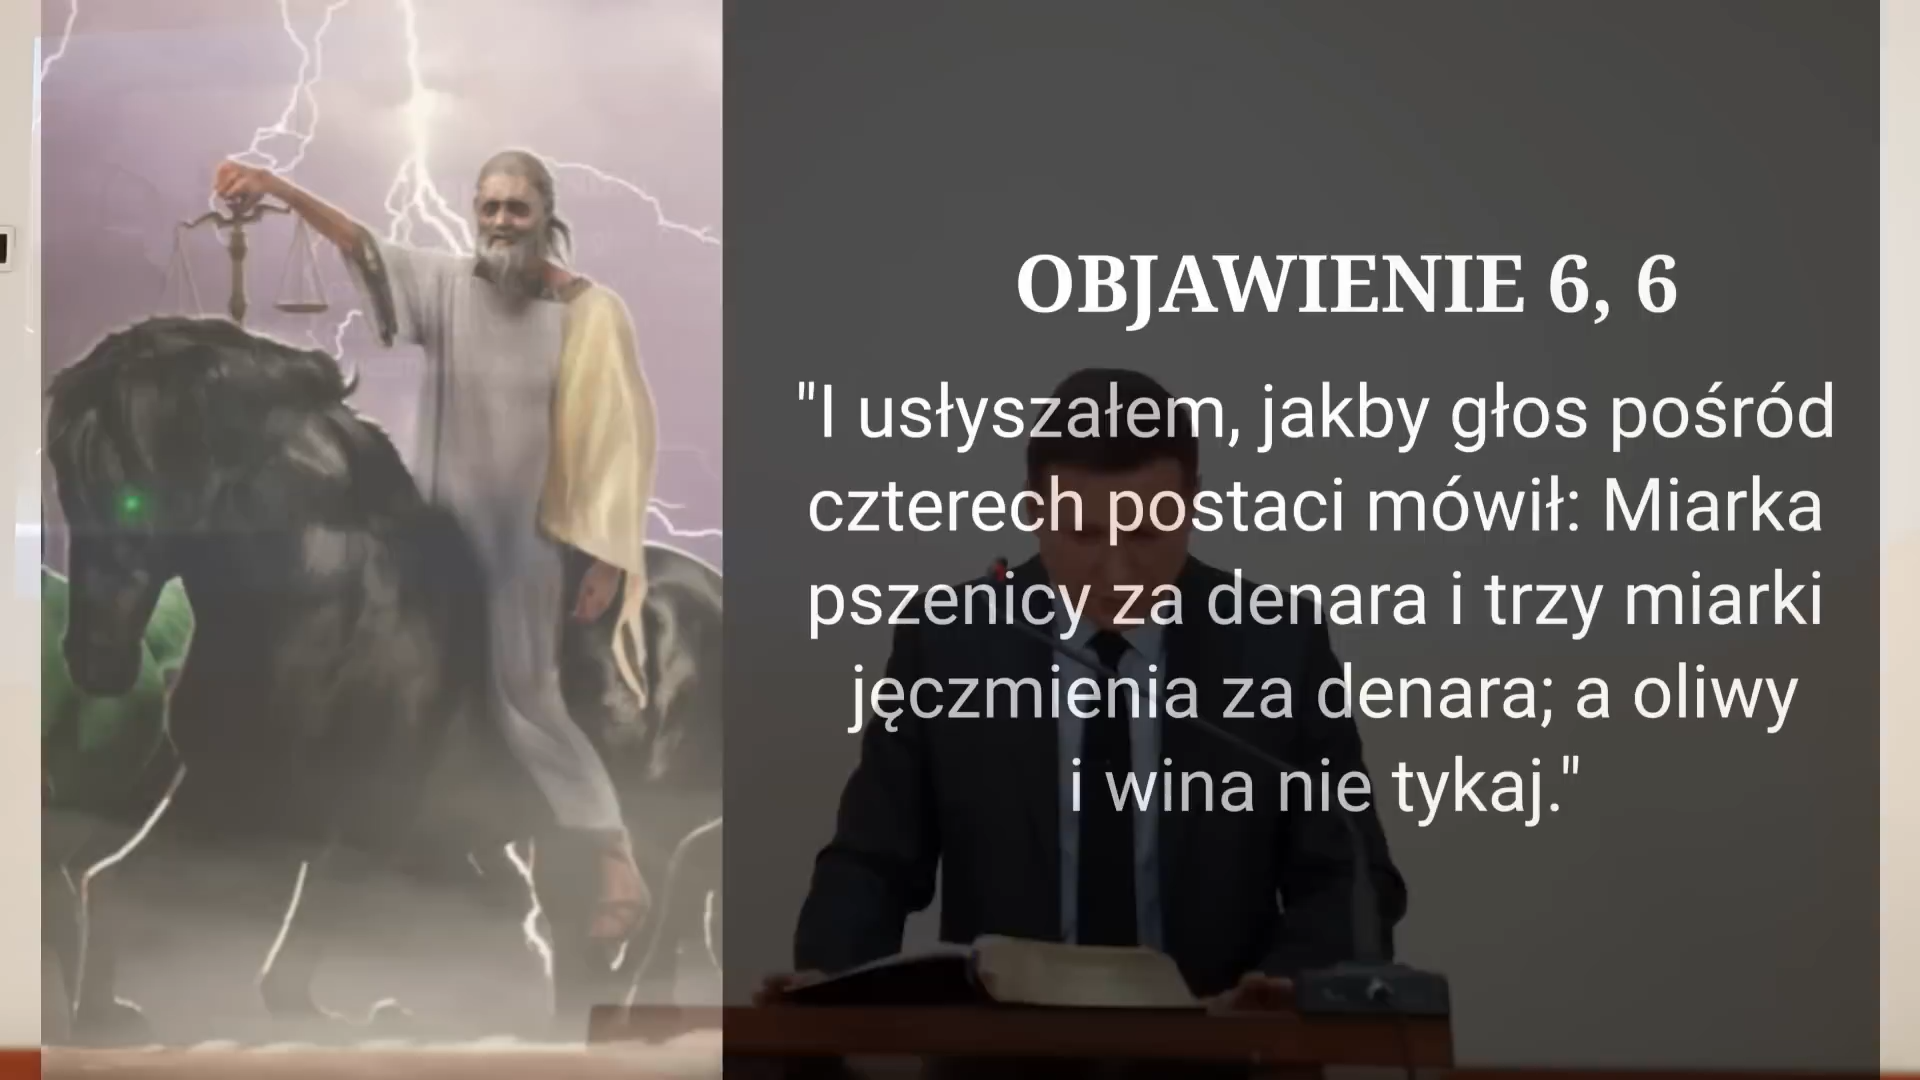 OBJAWIENIE 6, 6
"I usłyszałem, jakby głos pośród
czterech postaci mówił: Miarka
pszenicy za denara i trzy miarki
jęczmienia za denara; a oliwy
i wina nie tykaj."